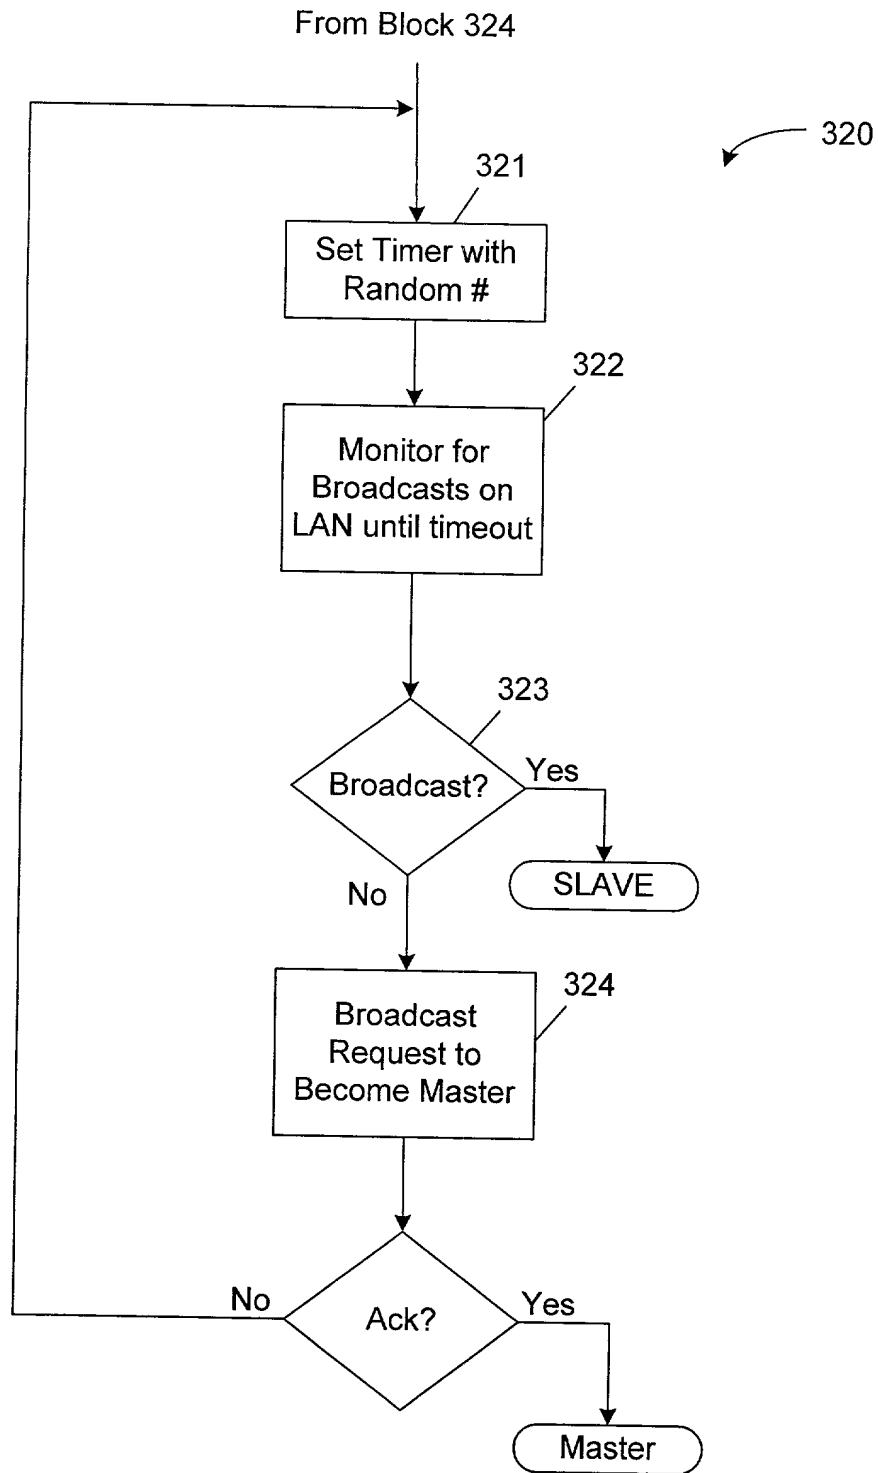 From Block 324
320
321
Set Timer with
Random #
322
Monitor for
Broadcasts on
LAN until timeout
323
Broadcast?
Yes
SLAVE
No
324
Broadcast
Request to
Become Master
No
Ack?
Yes
Master